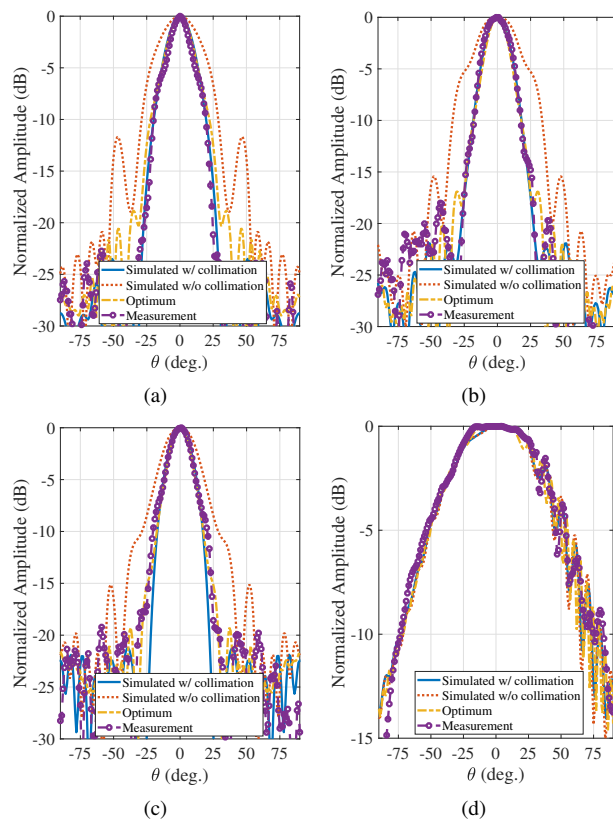 0
-5
-10
-15
-20
-25
-30
Normalized Amplitude (dB)
Simulated w/ collimation
Simulated w/o collimation
Optimum
Measurement
-75 -50 -25 0 25 50 75
θ (deg.)
(a)
0
-5
-10
-15
-20
-25
-30
Normalized Amplitude (dB)
Simulated w/ collimation
Simulated w/o collimation
Optimum
Measurement
-75 -50 -25 0 25 50 75
θ (deg.)
(b)
0
-5
-10
-15
-20
-25
-30
Normalized Amplitude (dB)
Simulated w/ collimation
Simulated w/o collimation
Optimum
Measurement
-75 -50 -25 0 25 50 75
θ (deg.)
(c)
0
-5
-10
-15
Normalized Amplitude (dB)
Simulated w/ collimation
Simulated w/o collimation
Optimum
Measurement
-75 -50 -25 0 25 50 75
θ (deg.)
(d)